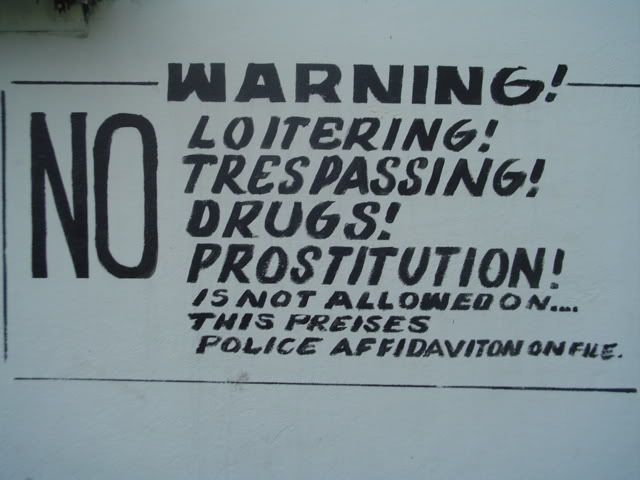 WARNING!
NO
LOITERING!
TRESPASSING!
DRUGS!
PROSTITUTION!
IS NOT ALLOWED ON....
THIS PREISES
POLICE AFFIDAVITON ON FILE.